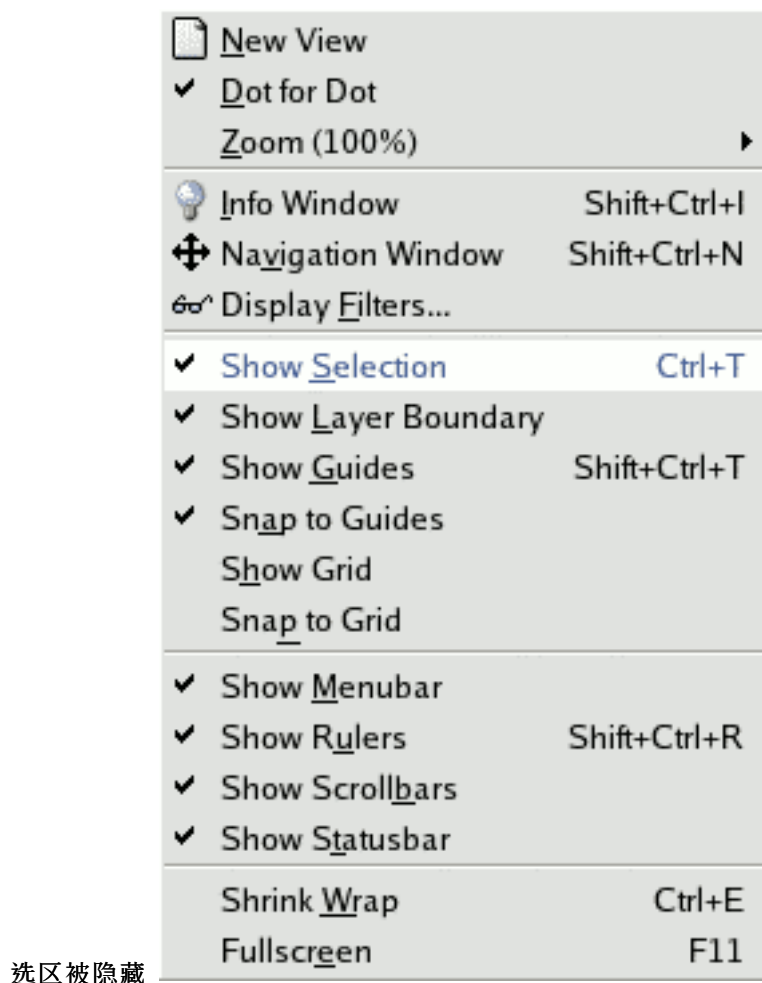 New View
Dot for Dot
Zoom (100%)
Info Window Shift+Ctrl+I
Navigation Window Shift+Ctrl+N
Display Filters...
Show Selection Ctrl+T
Show Layer Boundary
Show Guides Shift+Ctrl+T
Snap to Guides
Show Grid
Snap to Grid
Show Menubar
Show Rulers Shift+Ctrl+R
Show Scrollbars
Show Statusbar
Shrink Wrap Ctrl+E
Fullscreen F11
选区被隐藏